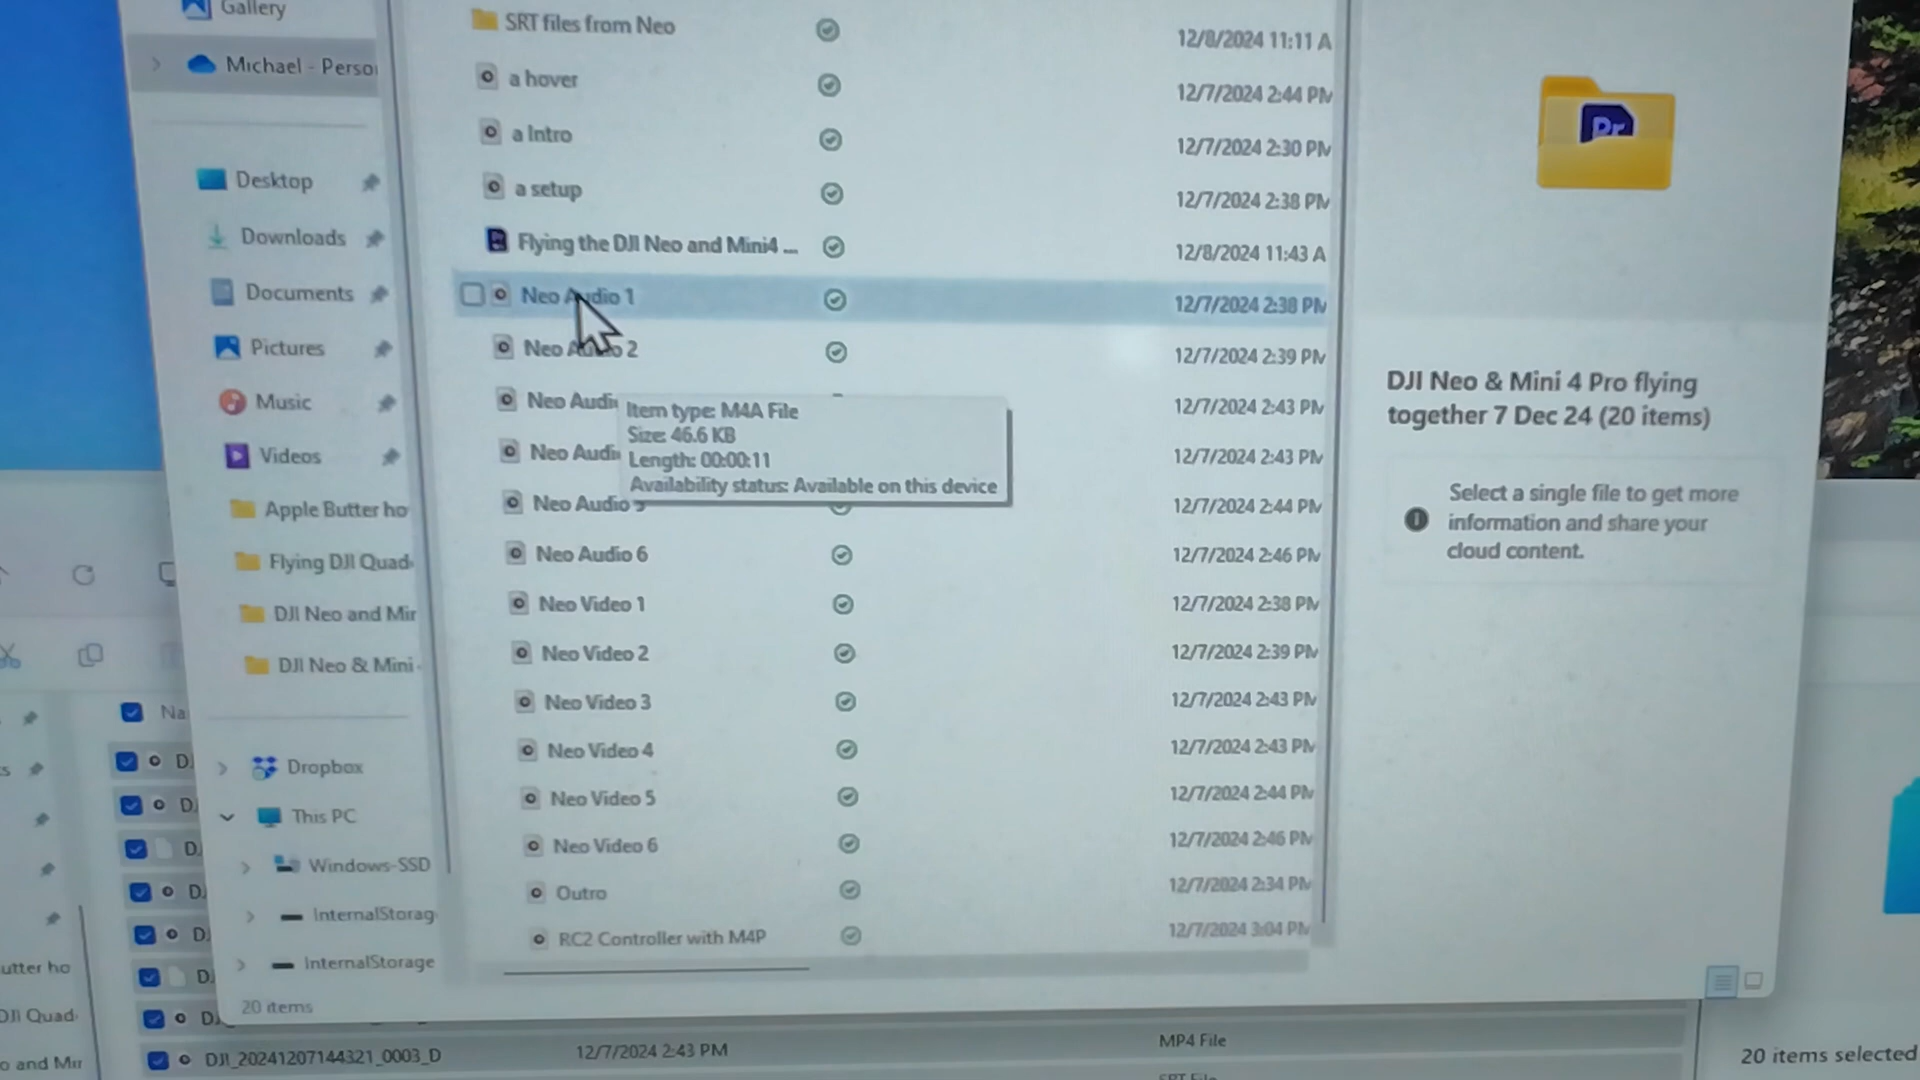 Gallery
Michael - Perso
Desktop
Downloads
Documents
Pictures
Music
Videos
Apple Butter ho
Flying DJI Quad
DJI Neo and Mir
DJI Neo & Mini
Dropbox
This PC
Windows-SSD
InternalStorag
InternalStorage
20 items
SRT files from Neo 12/8/2024 11:11 A
a hover 12/7/2024 2:44 PM
a Intro 12/7/2024 2:30 PM
a setup 12/7/2024 2:38 PM
Flying the DJI Neo and Mini4 ... 12/8/2024 11:43 A
Neo Audio 1 12/7/2024 2:38 PM
Neo Audio 2 12/7/2024 2:39 PM
Neo Audi 12/7/2024 2:43 PM
Neo Audi 12/7/2024 2:43 PM
Neo Audio 5 12/7/2024 2:44 PM
Neo Audio 6 12/7/2024 2:46 PM
Neo Video 1 12/7/2024 2:38 PM
Neo Video 2 12/7/2024 2:39 PM
Neo Video 3 12/7/2024 2:43 PM
Neo Video 4 12/7/2024 2:43 PM
Neo Video 5 12/7/2024 2:44 PM
Neo Video 6 12/7/2024 2:46 PM
Outro 12/7/2024 2:34 PM
RC2 Controller with M4P 12/7/2024 3:04 PM
Item type: M4A File
Size: 46.6 KB
Length: 00:00:11
Availability status: Available on this device
Pr
DJI Neo & Mini 4 Pro flying
together 7 Dec 24 (20 items)
Select a single file to get more
information and share your
cloud content.
Na
DJ
D
D
D
D
D
DJ
utter ho
DJI Quad
o and Mir
DJI_20241207144321_0003_D 12/7/2024 2:43 PM MP4 File
20 items selected